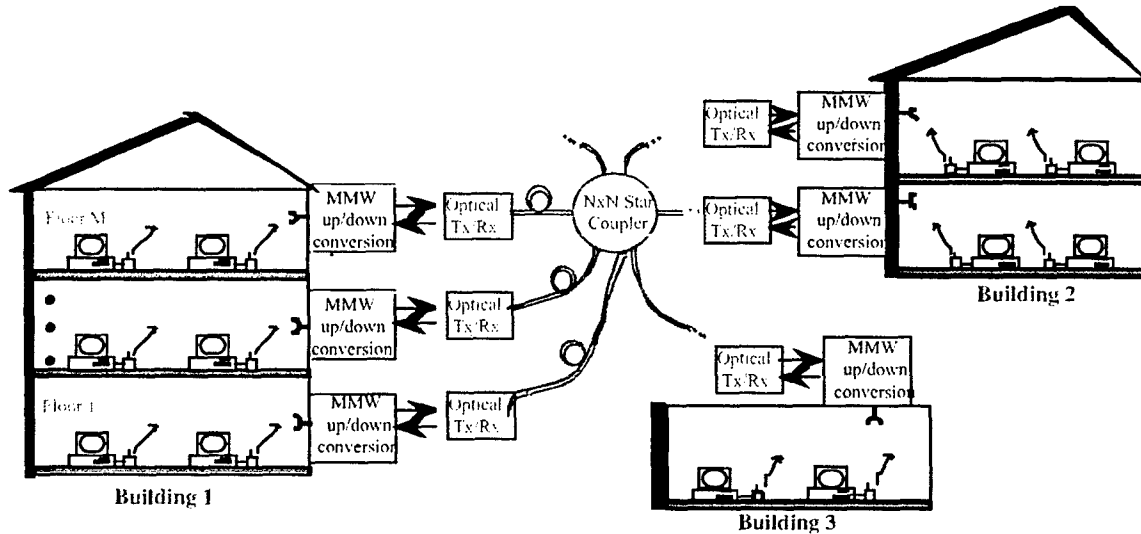 Floor M
MMW
up/down
conversion
Optical
Tx/Rx
MMW
up/down
conversion
Optical
Tx/Rx
Floor 1
MMW
up/down
conversion
Optical
Tx/Rx
Building 1
NxN Star
Coupler
Optical
Tx/Rx
MMW
up/down
conversion
Optical
Tx/Rx
MMW
up/down
conversion
Building 2
Optical
Tx/Rx
MMW
up/down
conversion
Building 3